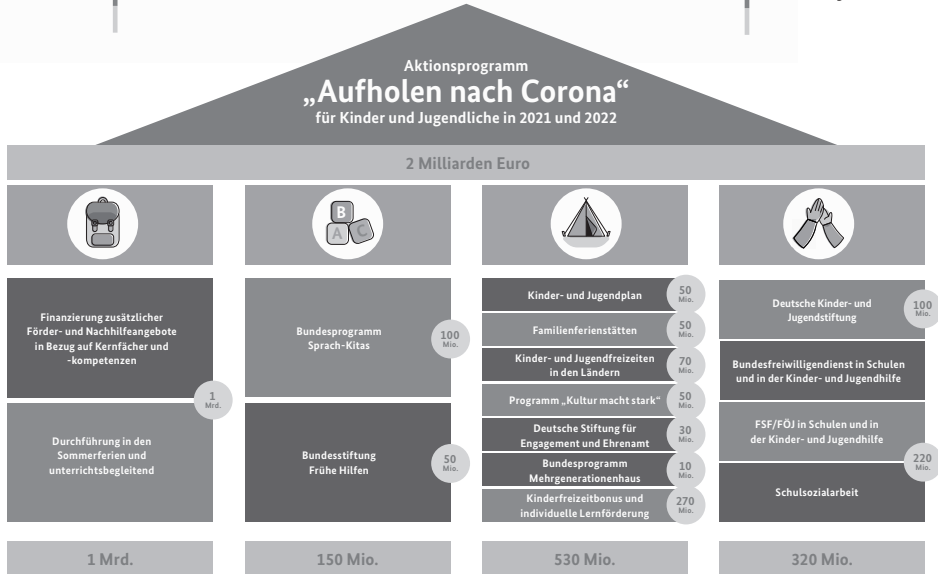 Aktionsprogramm
„Aufholen nach Corona“
für Kinder und Jugendliche in 2021 und 2022
2 Milliarden Euro
B
A C
Finanzierung zusätzlicher
Förder- und Nachhilfeangebote
in Bezug auf Kernfächer und
-kompetenzen
1
Mrd.
Durchführung in den
Sommerferien und
unterrichtsbegleitend
1 Mrd.
Bundesprogramm
Sprach-Kitas
100
Mio.
Bundesstiftung
Frühe Hilfen
50
Mio.
150 Mio.
Kinder- und Jugendplan
50
Mio.
Familienferienstätten
50
Mio.
Kinder- und Jugendfreizeiten
in den Ländern
70
Mio.
Programm „Kultur macht stark“
50
Mio.
Deutsche Stiftung für
Engagement und Ehrenamt
30
Mio.
Bundesprogramm
Mehrgenerationenhaus
10
Mio.
Kinderfreizeitbonus und
individuelle Lernförderung
270
Mio.
530 Mio.
Deutsche Kinder- und
Jugendstiftung
100
Mio.
Bundesfreiwilligendienst in Schulen
und in der Kinder- und Jugendhilfe
FSF/FÖJ in Schulen und in
der Kinder- und Jugendhilfe
220
Mio.
Schulsozialarbeit
320 Mio.